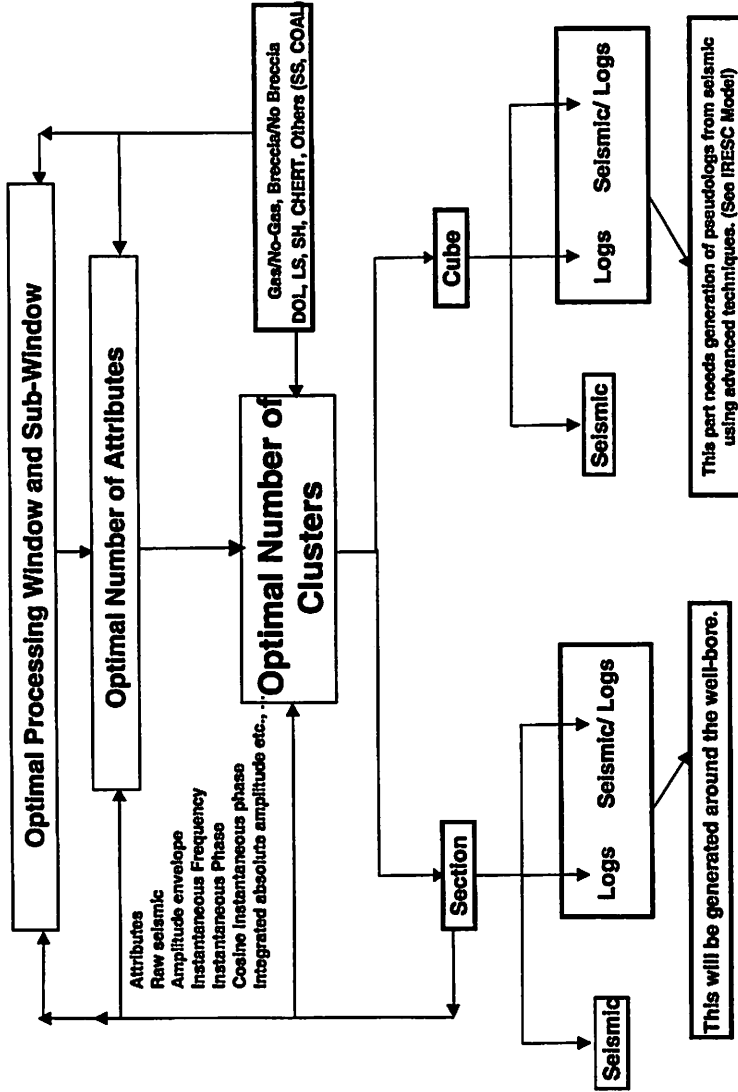 Optimal Processing Window and Sub-Window
Optimal Number of Attributes
Attributes
Raw seismic
Amplitude envelope
Instantaneous Frequency
Instantaneous Phase
Cosine instantaneous phase
Integrated absolute amplitude etc., ...
Optimal Number of
Clusters
Gas/No-Gas, Breccia/No Breccia
DOL, LS, SH, CHERT, Others (SS, COAL)
Section
Cube
Seismic
Logs Seismic/ Logs
Seismic
Logs Seismic/ Logs
This will be generated around the well-bore.
This part needs generation of pseudologs from seismic
using advanced techniques. (See IRESC Model)